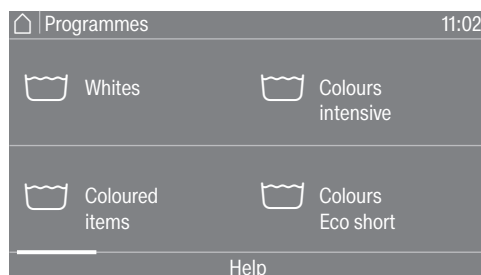 Programmes 11:02
Whites
Colours
intensive
Coloured
items
Colours
Eco short
Help